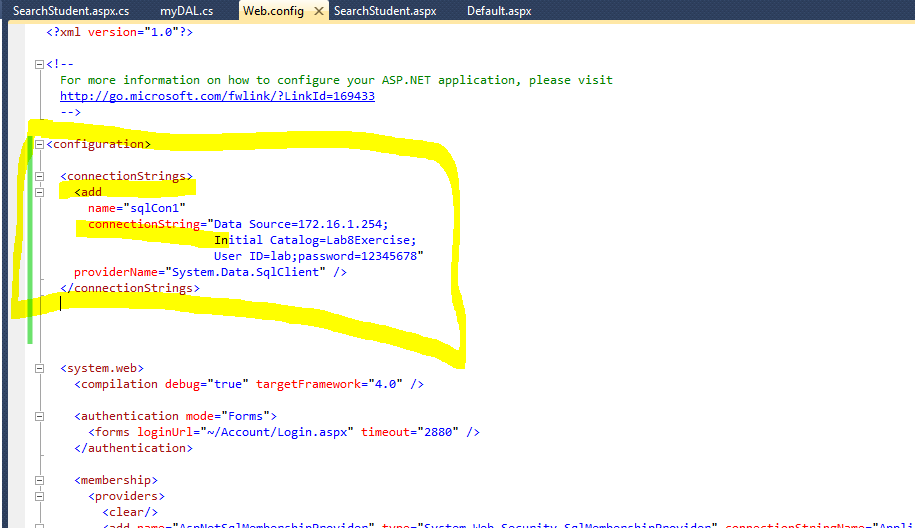 SearchStudent.aspx.cs myDAL.cs Web.config SearchStudent.aspx Default.aspx
<?xml version="1.0"?>
<!--
For more information on how to configure your ASP.NET application, please visit
http://go.microsoft.com/fwlink/?LinkId=169433
-->
<configuration>
<connectionStrings>
<add
name="sqlCon1"
connectionString="Data Source=172.16.1.254;
Initial Catalog=Lab8Exercise;
User ID=lab;password=12345678"
providerName="System.Data.SqlClient" />
</connectionStrings>
<system.web>
<compilation debug="true" targetFramework="4.0" />
<authentication mode="Forms">
<forms loginUrl="~/Account/Login.aspx" timeout="2880" />
</authentication>
<membership>
<providers>
<clear/>
<add name="AspNetSqlMembershipProvider" type="System.Web.Security.SqlMembershipProvider" connectionStringName="Appli